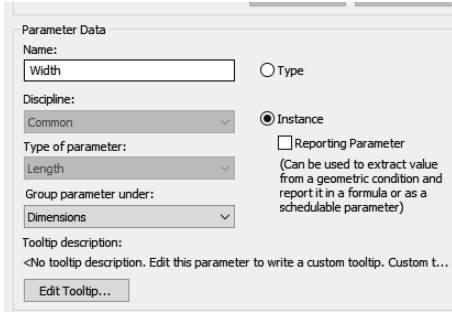 Parameter Data
Name:
Width
Type
Discipline:
Common
Instance
Type of parameter:
Reporting Parameter
Length
(Can be used to extract value
from a geometric condition and
report it in a formula or as a
schedulable parameter)
Group parameter under:
Dimensions
Tooltip description:
<No tooltip description. Edit this parameter to write a custom tooltip. Custom t...
Edit Tooltip...